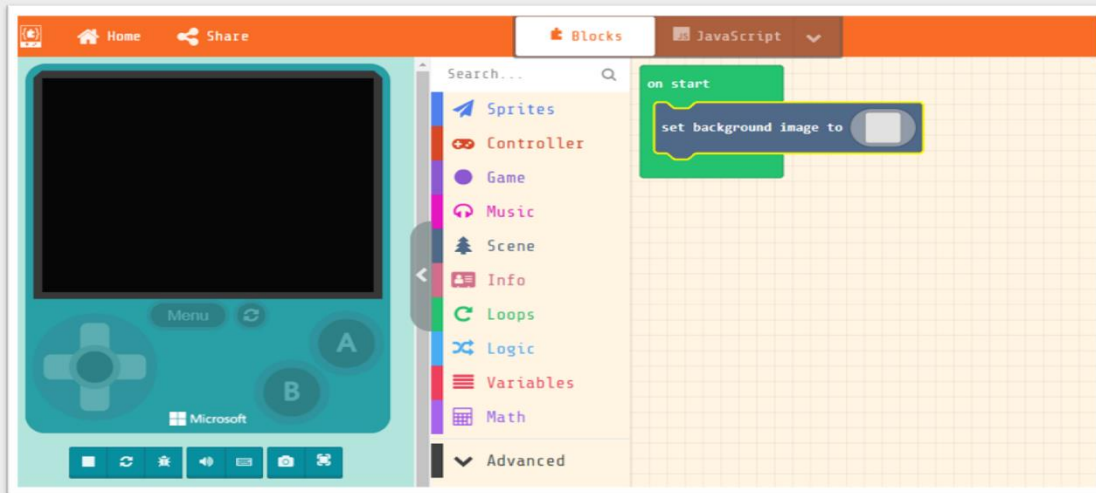 Home
Share
Blocks
JavaScript
Search...
Sprites
Controller
Game
Music
Scene
Info
Loops
Logic
Variables
Math
Advanced
Menu
A
B
Microsoft
on start
set background image to